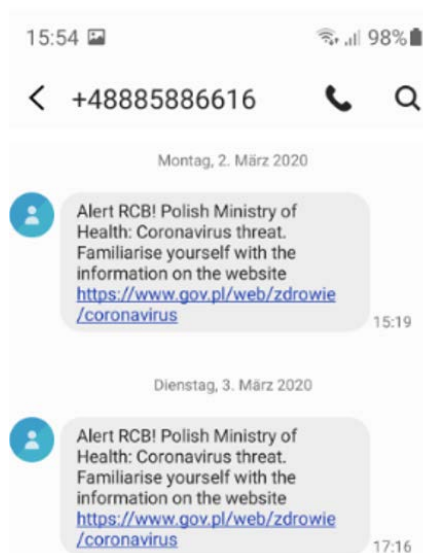 15:54 98%
+48885886616
Montag, 2. März 2020
Alert RCB! Polish Ministry of
Health: Coronavirus threat.
Familiarise yourself with the
information on the website
https://www.gov.pl/web/zdrowie
/coronavirus
15:19
Dienstag, 3. März 2020
Alert RCB! Polish Ministry of
Health: Coronavirus threat.
Familiarise yourself with the
information on the website
https://www.gov.pl/web/zdrowie
/coronavirus
17:16